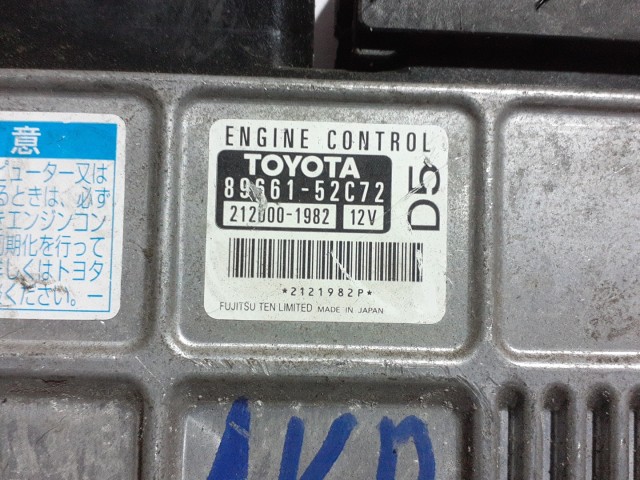 意
ピューター又は
るときは、必ず
エンジンコン
期化を行って
しくはトヨタ
ください。ー
ENGINE CONTROL
TOYOTA
89661-52C72
212000-1982 12V
D5
*2121982P*
FUJITSU TEN LIMITED MADE IN JAPAN
1KR